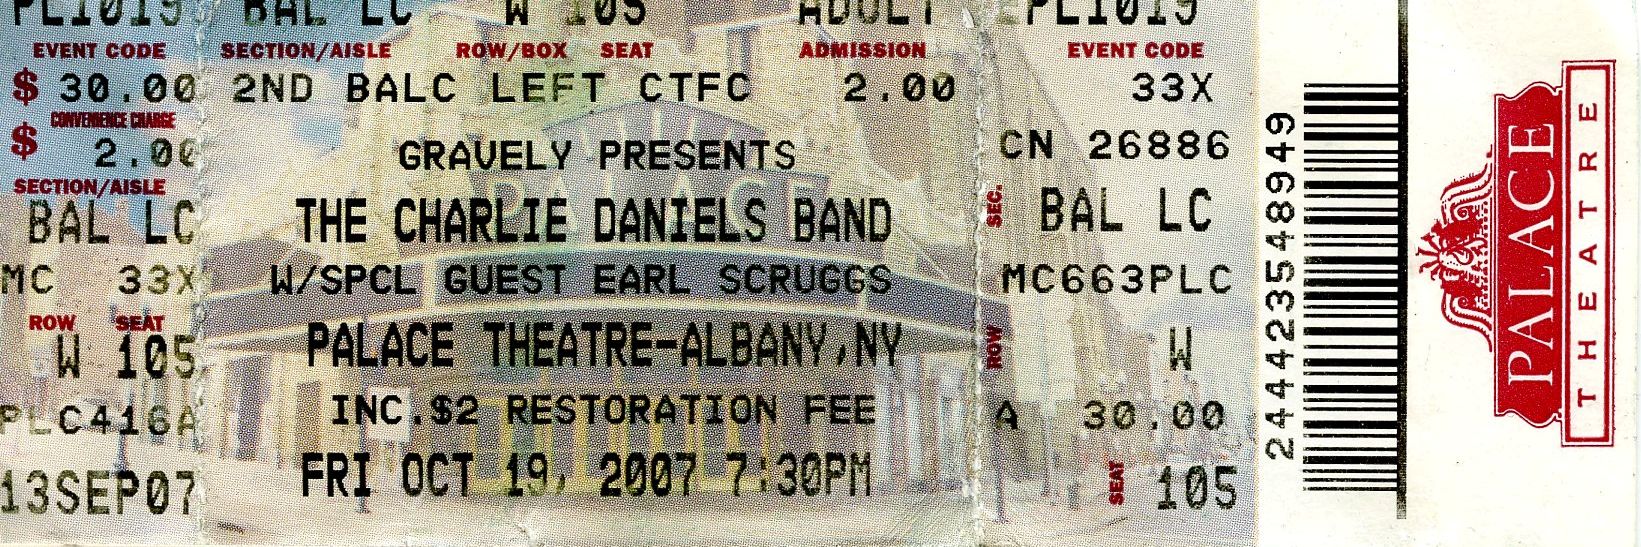 PL1019 BAL LC W 105 ADULT EPL1019
EVENT CODE SECTION/AISLE ROW/BOX SEAT ADMISSION EVENT CODE
$ 30.00 2ND BALC LEFT CTFC 2.00 33X
CONVENIENCE CHARGE
$ 2.00 GRAVELY PRESENTS CN 26886
SECTION/AISLE
BAL LC THE CHARLIE DANIELS BAND SEC. BAL LC
MC 33X W/SPCL GUEST EARL SCRUGGS MC663PLC
ROW SEAT
W 105 PALACE THEATRE-ALBANY,NY ROW W
PLC416A INC.$2 RESTORATION FEE A 30.00
13SEP07 FRI OCT 19, 2007 7:30PM SEAT 105
244423548949
PALACE
THEATRE
PALACE